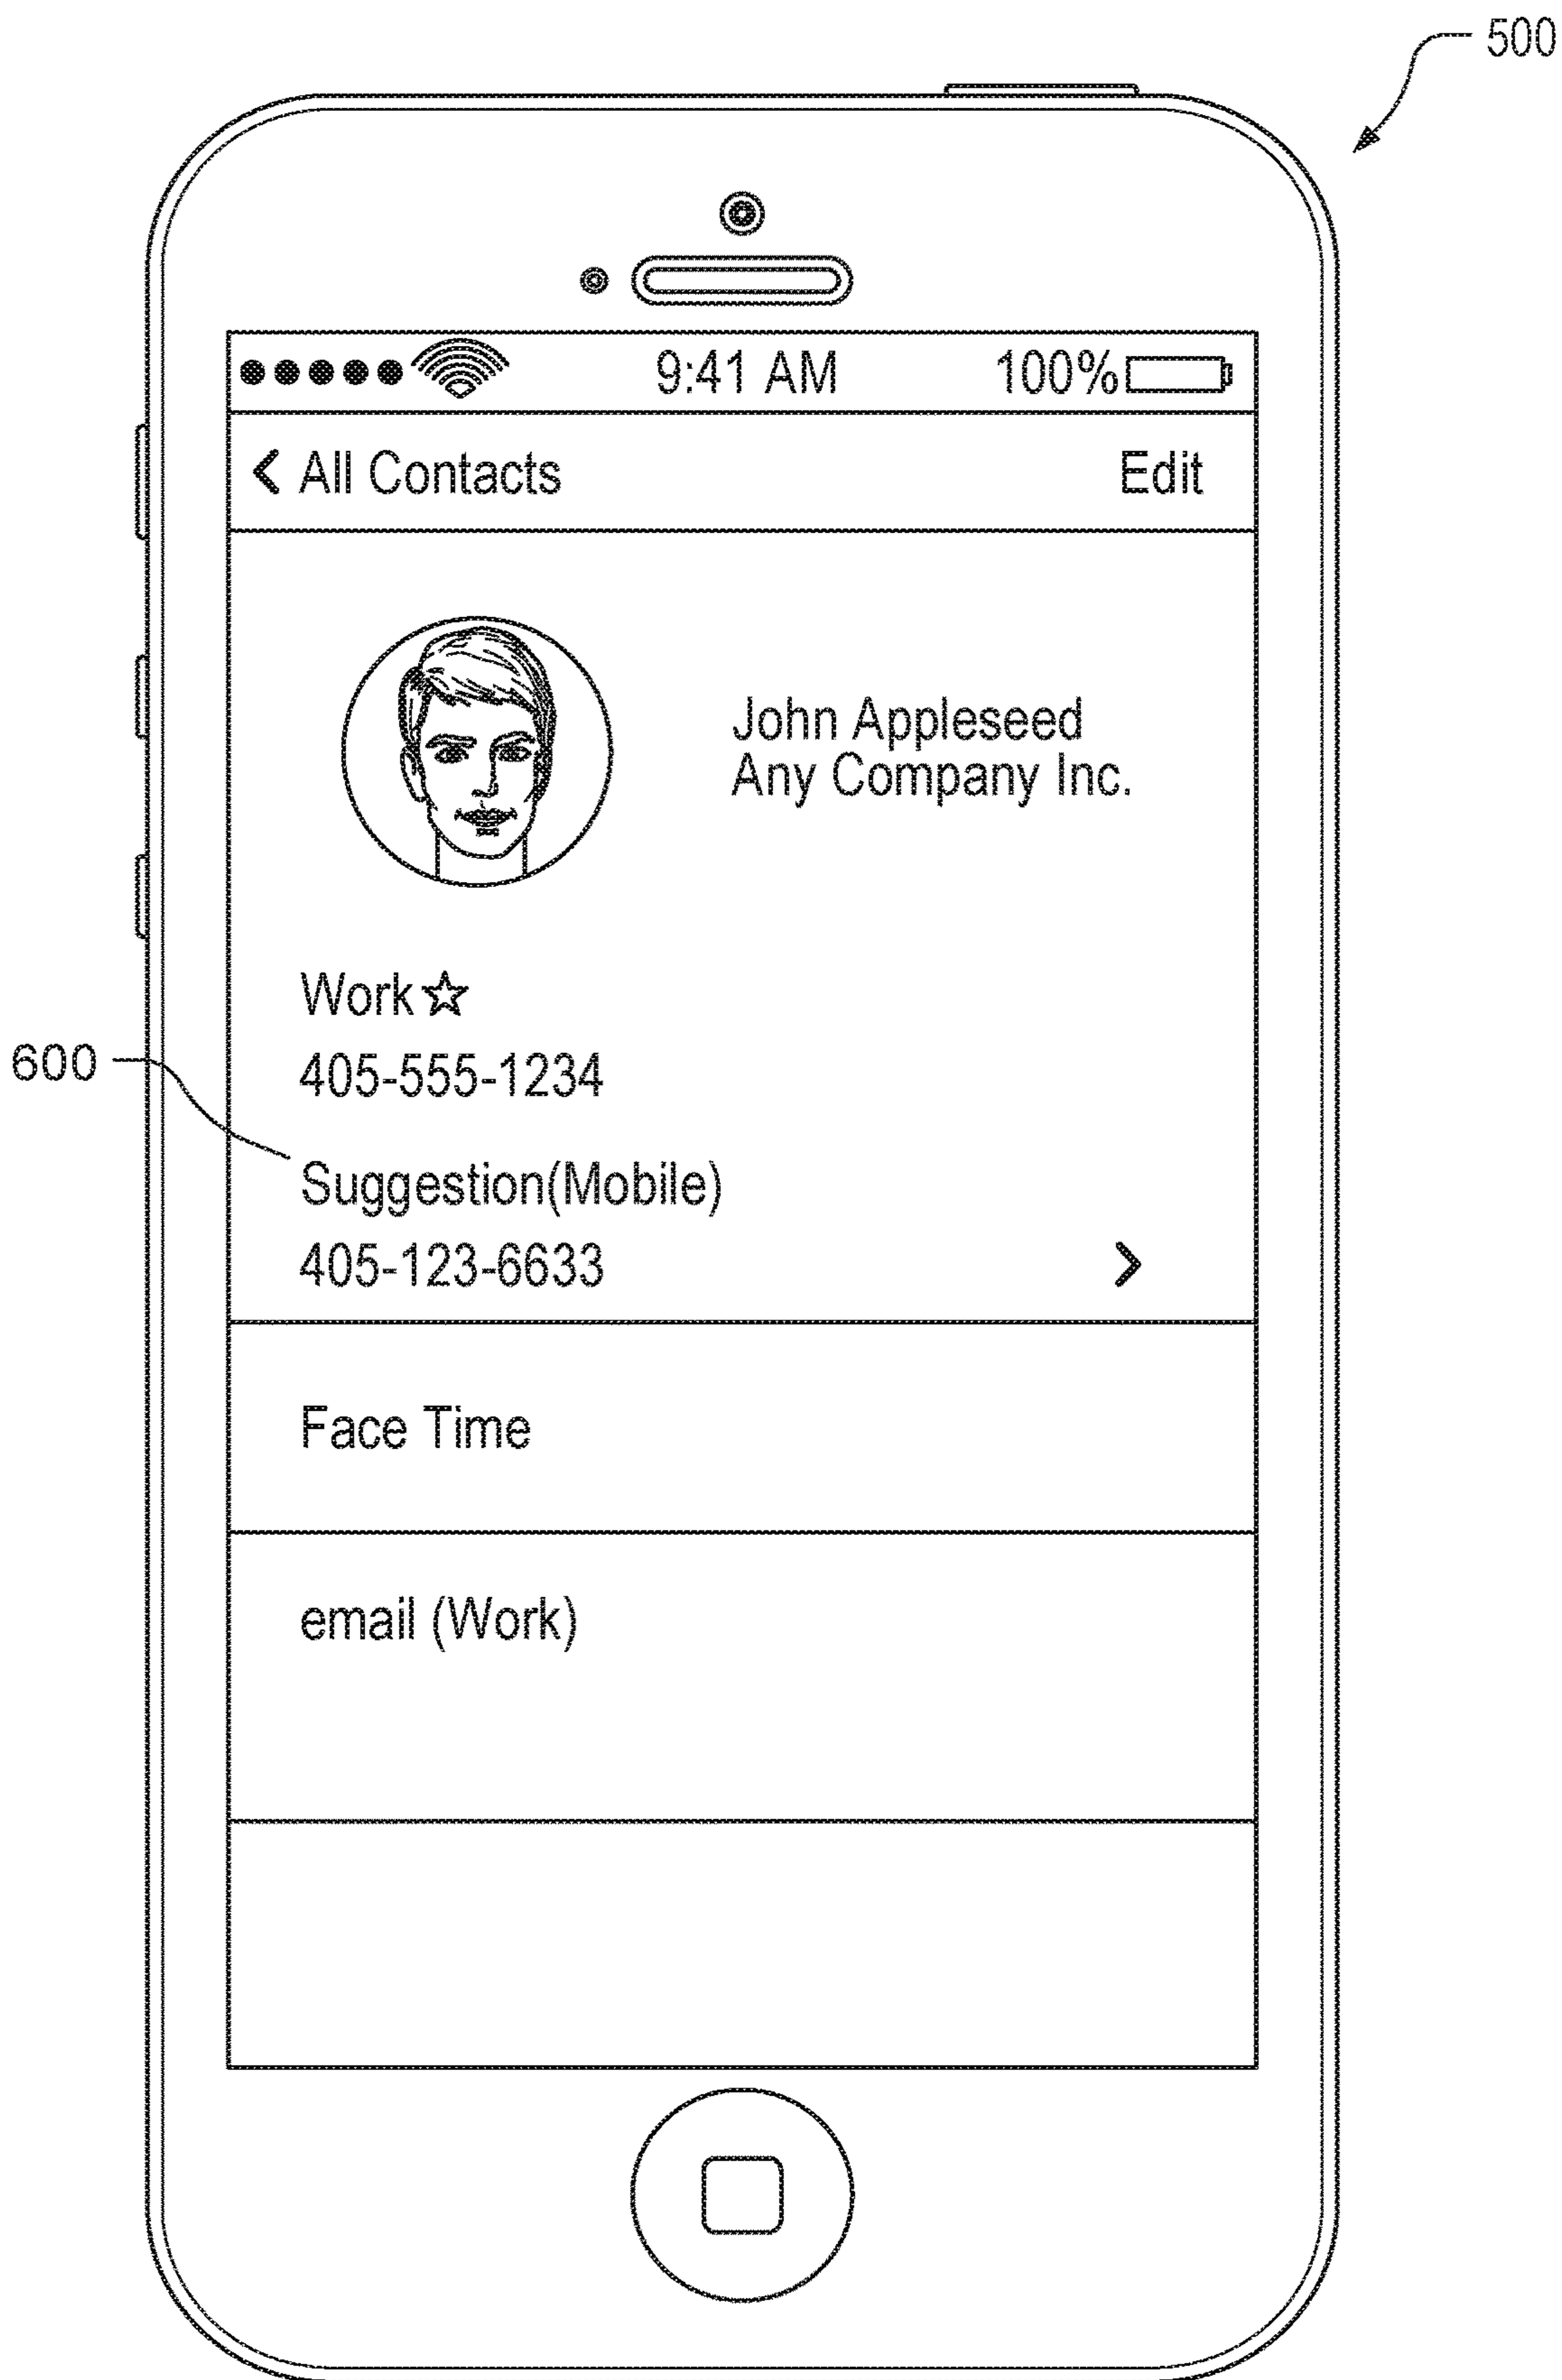 500
9:41 AM 100%
All Contacts Edit
John Appleseed
Any Company Inc.
Work
405-555-1234
600
Suggestion(Mobile)
405-123-6633
Face Time
email (Work)